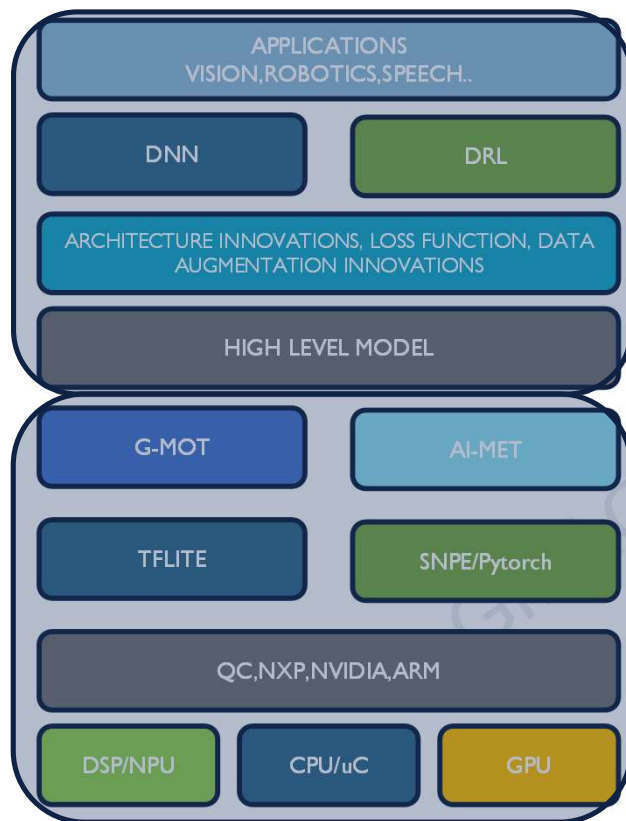 APPLICATIONS
VISION,ROBOTICS,SPEECH..
DNN
DRL
ARCHITECTURE INNOVATIONS, LOSS FUNCTION, DATA
AUGMENTATION INNOVATIONS
HIGH LEVEL MODEL
G-MOT
AI-MET
TFLITE
SNPE/Pytorch
QC,NXP,NVIDIA,ARM
DSP/NPU
CPU/uC
GPU